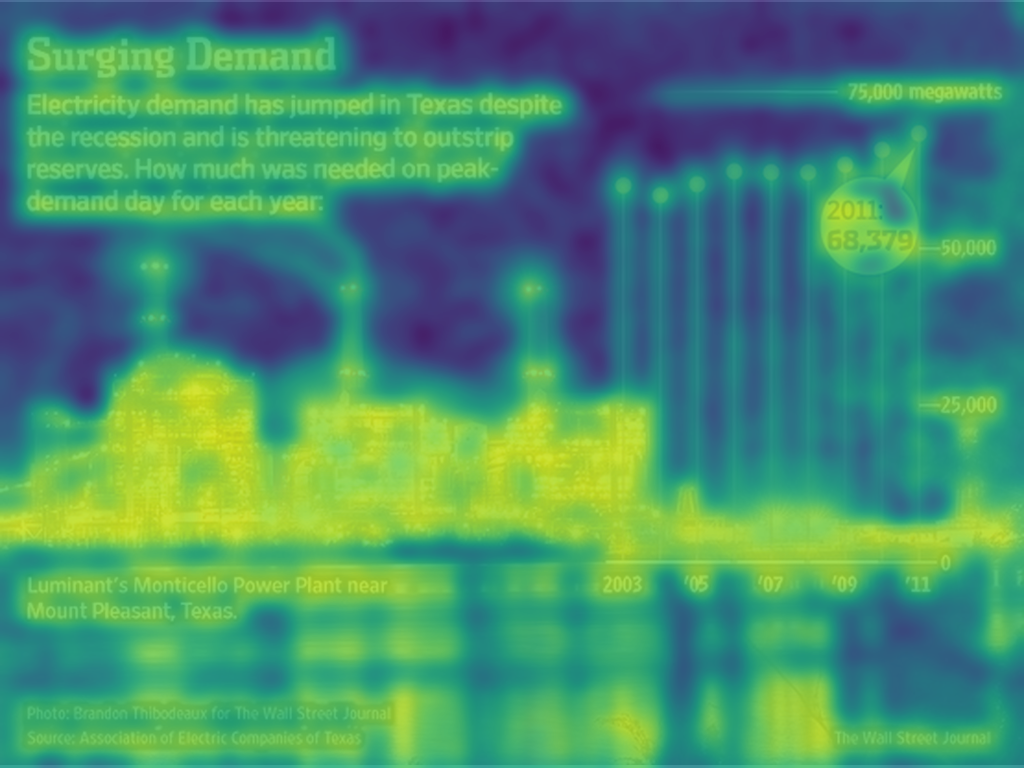 Surging Demand
Electricity demand has jumped in Texas despite
the recession and is threatening to outstrip
reserves. How much was needed on peak-
demand day for each year:
75,000 megawatts
2011:
68,379
50,000
25,000
0
2003 '05 '07 '09 '11
Luminant's Monticello Power Plant near
Mount Pleasant, Texas.
Photo: Brandon Thibodeaux for The Wall Street Journal
Source: Association of Electric Companies of Texas
The Wall Street Journal